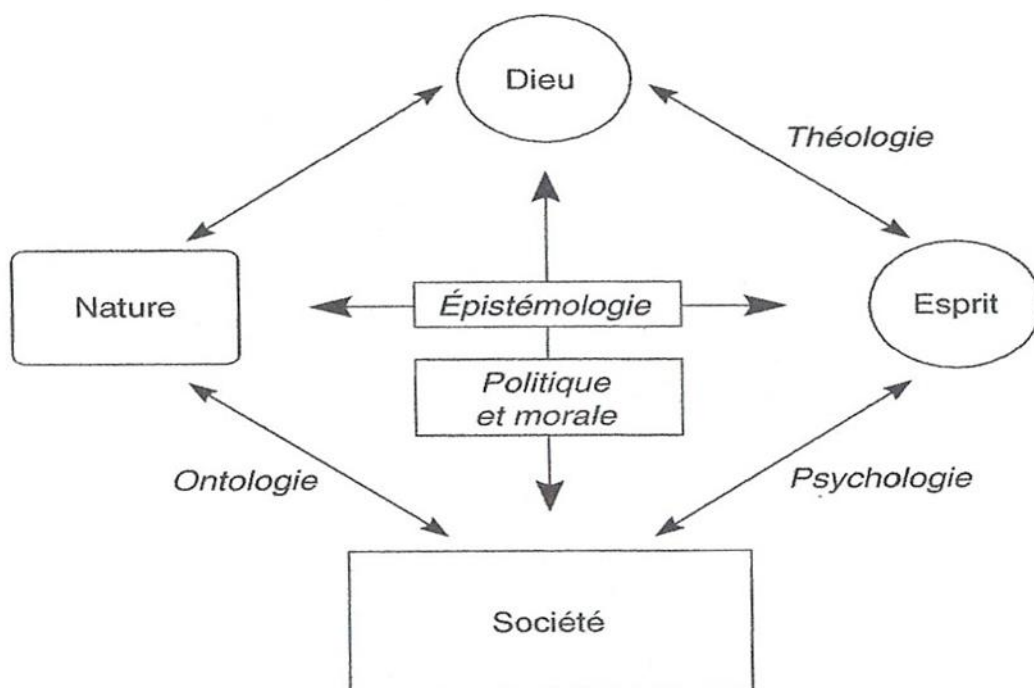 Dieu
Théologie
Nature
Épistémologie
Esprit
Politique
et morale
Ontologie
Psychologie
Société